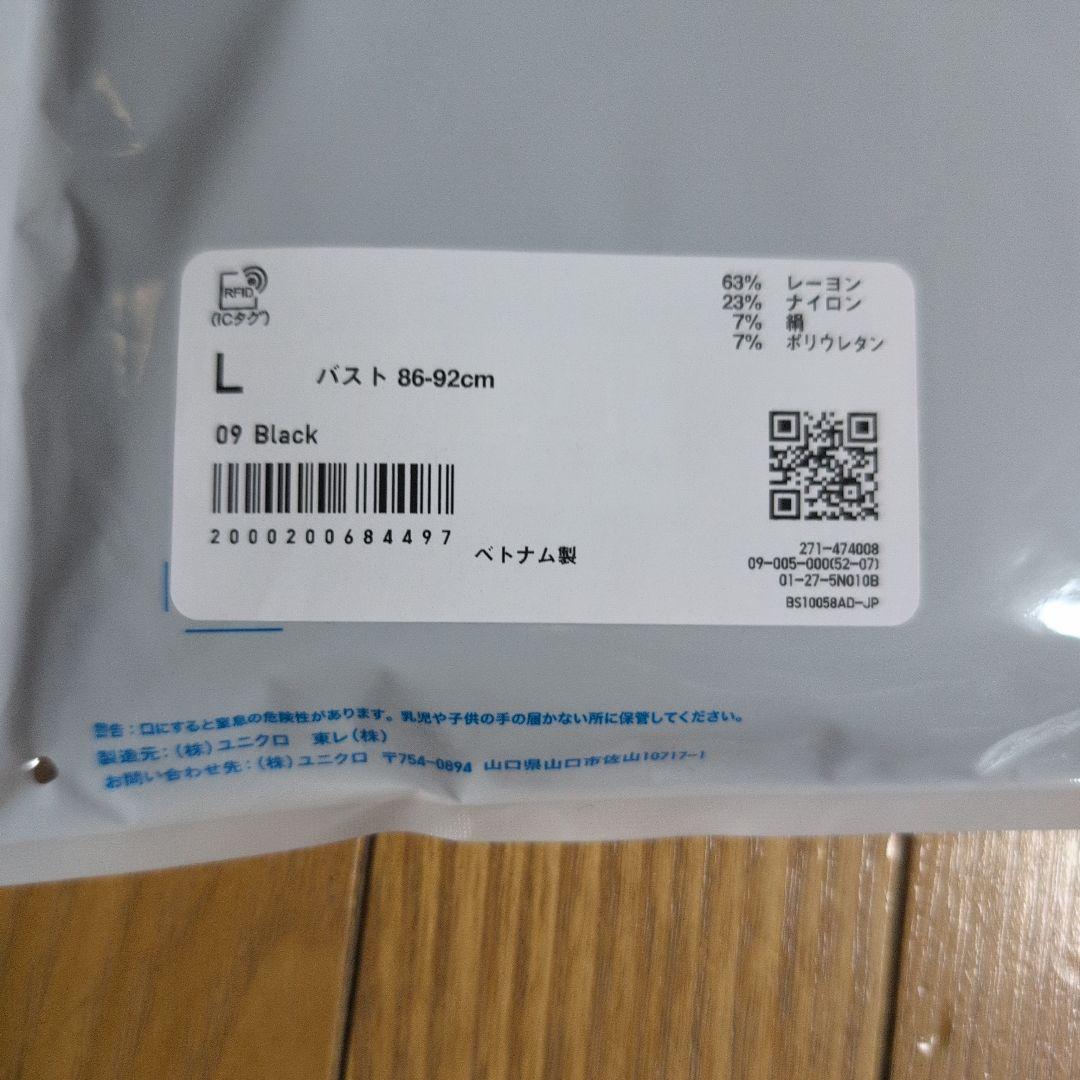 RFID
(ICタグ)
63% レーヨン
23% ナイロン
7% 絹
7% ポリウレタン
L バスト 86-92cm
09 Black
2000200684497
ベトナム製
271-474008
09-005-000(52-07)
01-27-5N010B
BS10058AD-JP
警告:口にすると窒息の危険性があります。乳児や子供の手の届かない所に保管してください。
製造元:(株)ユニクロ 東レ(株)
お問い合わせ先:(株)ユニクロ 〒754-0894 山口県山口市佐山10717-1